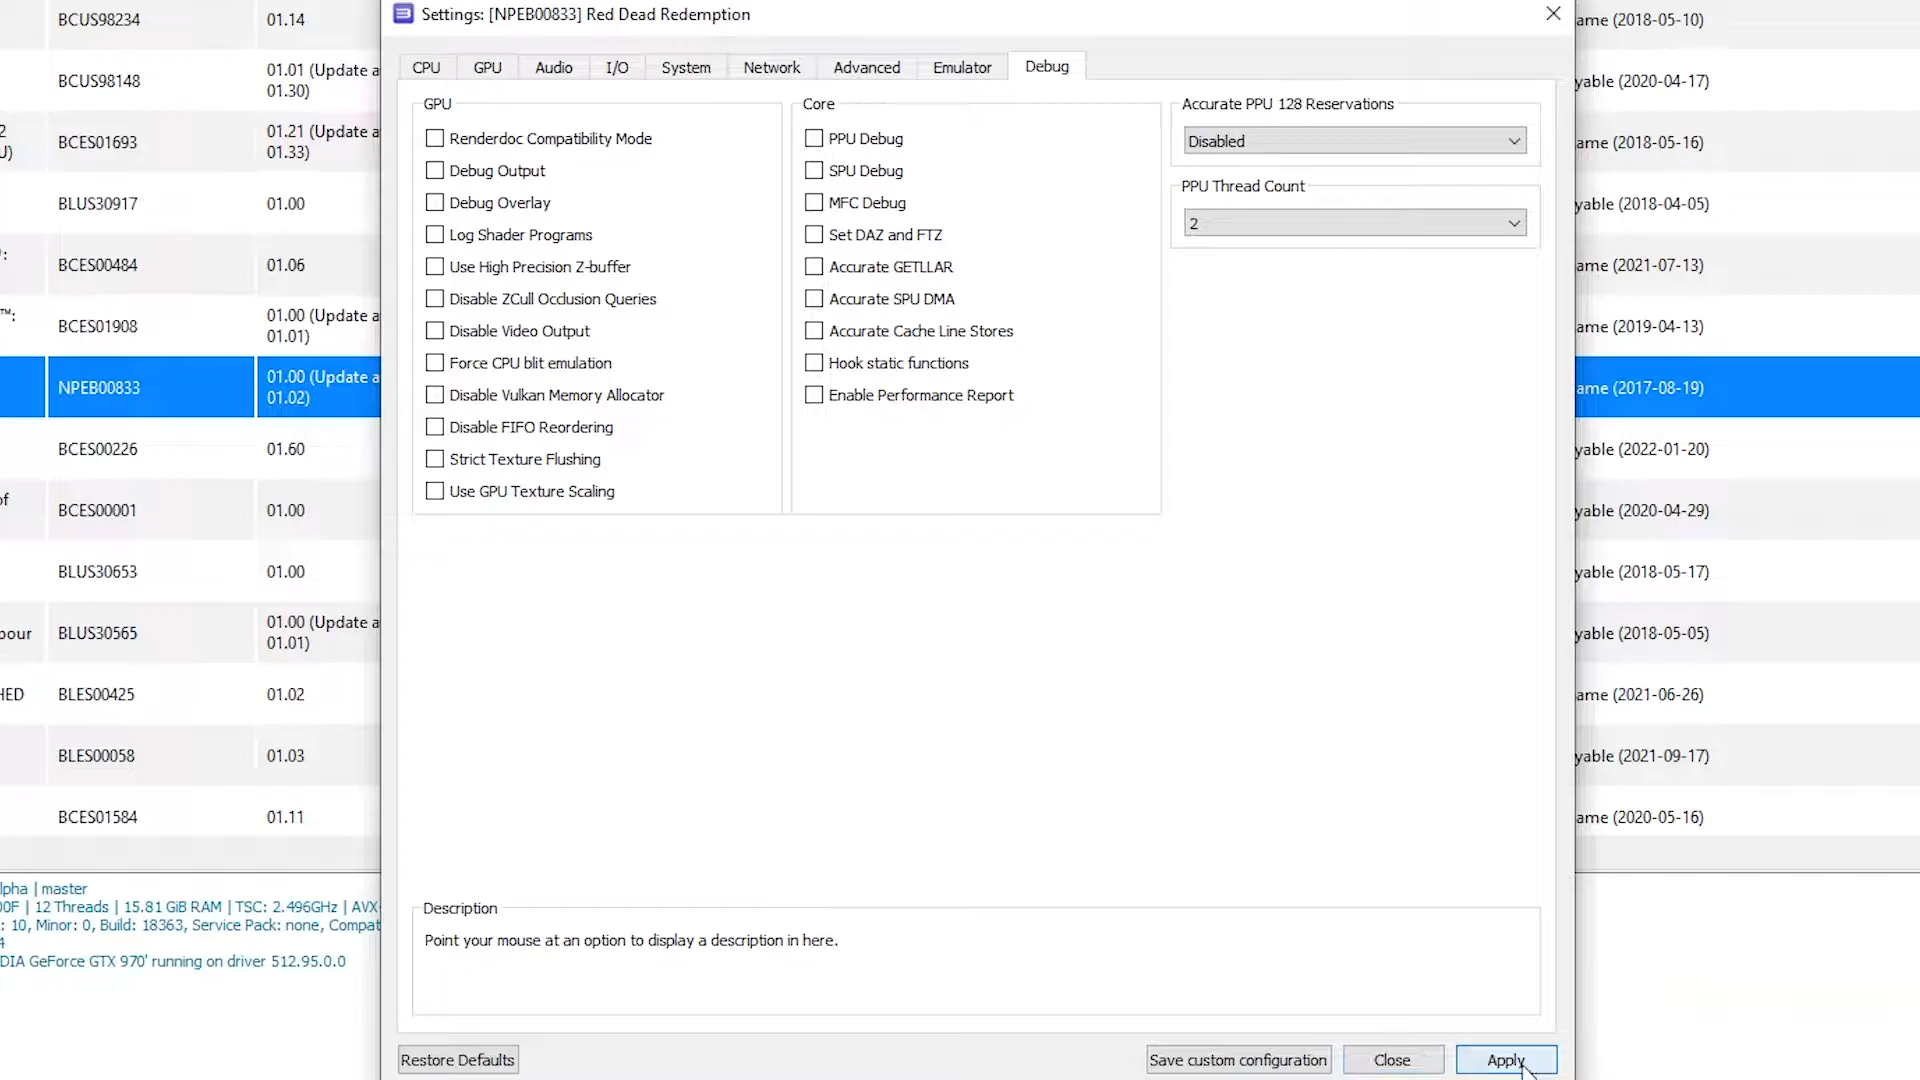 Settings: [NPEB00833] Red Dead Redemption
CPU GPU Audio I/O System Network Advanced Emulator Debug
GPU
Renderdoc Compatibility Mode
Debug Output
Debug Overlay
Log Shader Programs
Use High Precision Z-buffer
Disable ZCull Occlusion Queries
Disable Video Output
Force CPU blit emulation
Disable Vulkan Memory Allocator
Disable FIFO Reordering
Strict Texture Flushing
Use GPU Texture Scaling
Core
PPU Debug
SPU Debug
MFC Debug
Set DAZ and FTZ
Accurate GETLLAR
Accurate SPU DMA
Accurate Cache Line Stores
Hook static functions
Enable Performance Report
Accurate PPU 128 Reservations
Disabled
PPU Thread Count
2
Description
Point your mouse at an option to display a description in here.
Restore Defaults
Save custom configuration
Close
Apply
BCUS98234 01.14 ame (2018-05-10)
BCUS98148 01.01 (Update a
01.30) yable (2020-04-17)
2
U) BCES01693 01.21 (Update a
01.33) ame (2018-05-16)
BLUS30917 01.00 yable (2018-04-05)
: BCES00484 01.06 ame (2021-07-13)
™: BCES01908 01.00 (Update a
01.01) ame (2019-04-13)
NPEB00833 01.00 (Update a
01.02) ame (2017-08-19)
BCES00226 01.60 yable (2022-01-20)
of BCES00001 01.00 yable (2020-04-29)
BLUS30653 01.00 yable (2018-05-17)
bour BLUS30565 01.00 (Update a
01.01) yable (2018-05-05)
HED BLES00425 01.02 ame (2021-06-26)
BLES00058 01.03 yable (2021-09-17)
BCES01584 01.11 ame (2020-05-16)
lpha | master
00F | 12 Threads | 15.81 GiB RAM | TSC: 2.496GHz | AVX
: 10, Minor: 0, Build: 18363, Service Pack: none, Compat
4
DIA GeForce GTX 970' running on driver 512.95.0.0